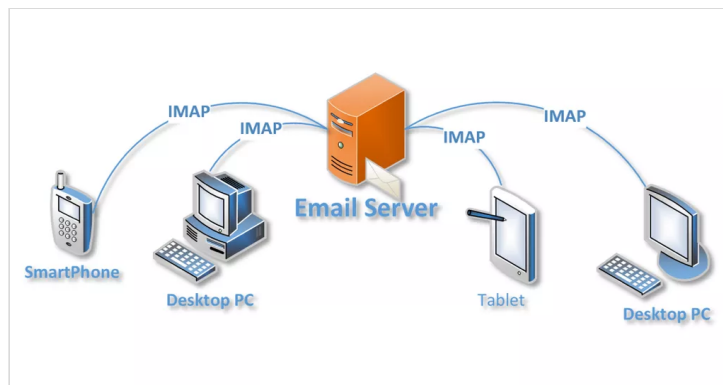 IMAP
IMAP
IMAP
IMAP
Email Server
SmartPhone
Desktop PC
Tablet
Desktop PC